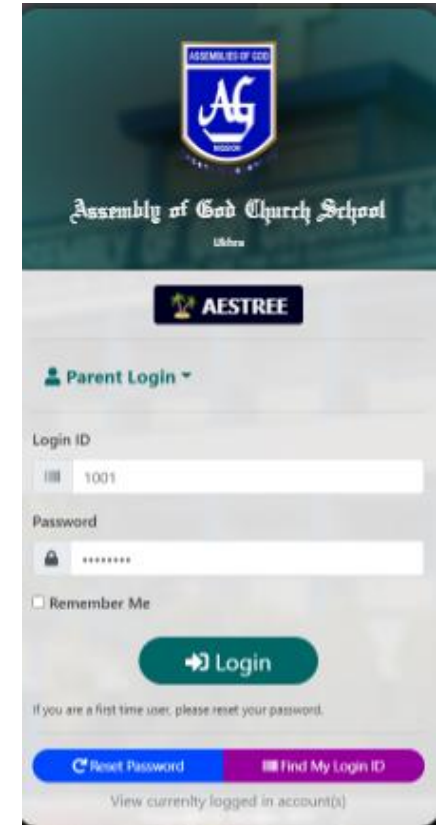 ASSEMBLIES OF GOD
AG
MISSION
Assembly of God Church School
Ukhra
AESTREE
Parent Login
Login ID
1001
Password
Remember Me
Login
If you are a first time user, please reset your password.
Reset Password
Find My Login ID
View currenlty logged in account(s)